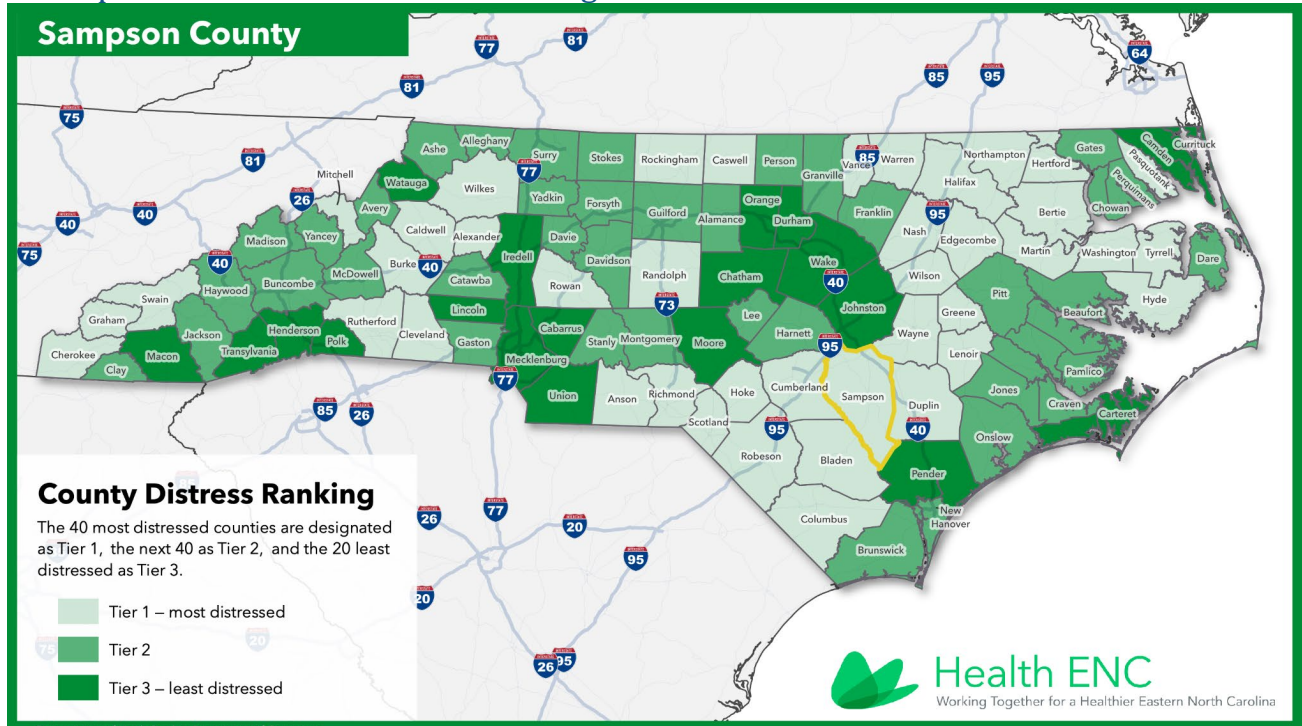 Sampson County
77
81
64
81
85
95
75
Ashe
Alleghany
Surry
Stokes
Rockingham
Caswell
Person
Granville
Vance
85
Warren
Northampton
Hertford
Gates
Camden
Currituck
Pasquotank
Perquimans
Chowan
81
Mitchell
Watauga
Wilkes
77
Yadkin
Forsyth
Guilford
Alamance
Orange
Durham
Franklin
Halifax
Bertie
26
40
40
Avery
Caldwell
Alexander
Iredell
Davie
Davidson
Randolph
Chatham
Wake
Nash
95
Edgecombe
Martin
Washington
Tyrrell
Dare
75
Madison
Yancey
40
Haywood
Buncombe
McDowell
Burke
40
Catawba
Rowan
73
40
Johnston
Wilson
Pitt
Beaufort
Hyde
Swain
Graham
Cherokee
Clay
Macon
Jackson
Transylvania
Henderson
Polk
Rutherford
Cleveland
Lincoln
Gaston
Mecklenburg
Cabarrus
Stanly
Montgomery
Moore
Lee
Harnett
95
Wayne
Greene
Lenoir
Jones
Craven
Pamlico
Carteret
77
Union
Anson
Richmond
Hoke
Scotland
Cumberland
Sampson
Duplin
40
Onslow
85
26
95
Robeson
Bladen
Pender
Columbus
New
Hanover
Brunswick
County Distress Ranking
The 40 most distressed counties are designated
as Tier 1, the next 40 as Tier 2, and the 20 least
distressed as Tier 3.
26
77
20
95
Tier 1 – most distressed
20
75
Tier 2
20
26
95
Tier 3 – least distressed
Health ENC
Working Together for a Healthier Eastern North Carolina